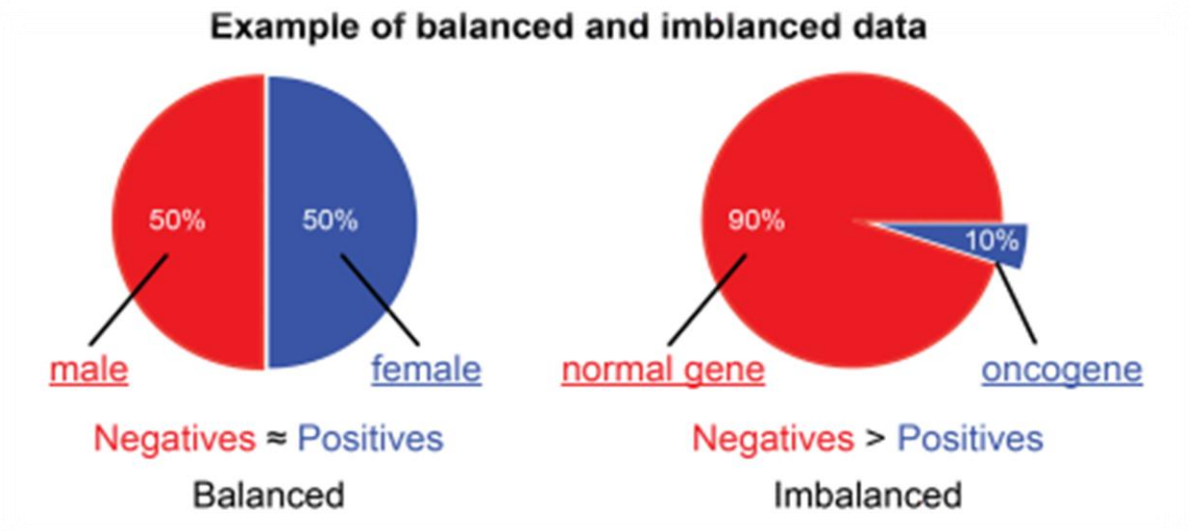 Example of balanced and imblanced data
50%
50%
male
female
Negatives ≈ Positives
Balanced
90%
10%
normal gene
oncogene
Negatives > Positives
Imbalanced